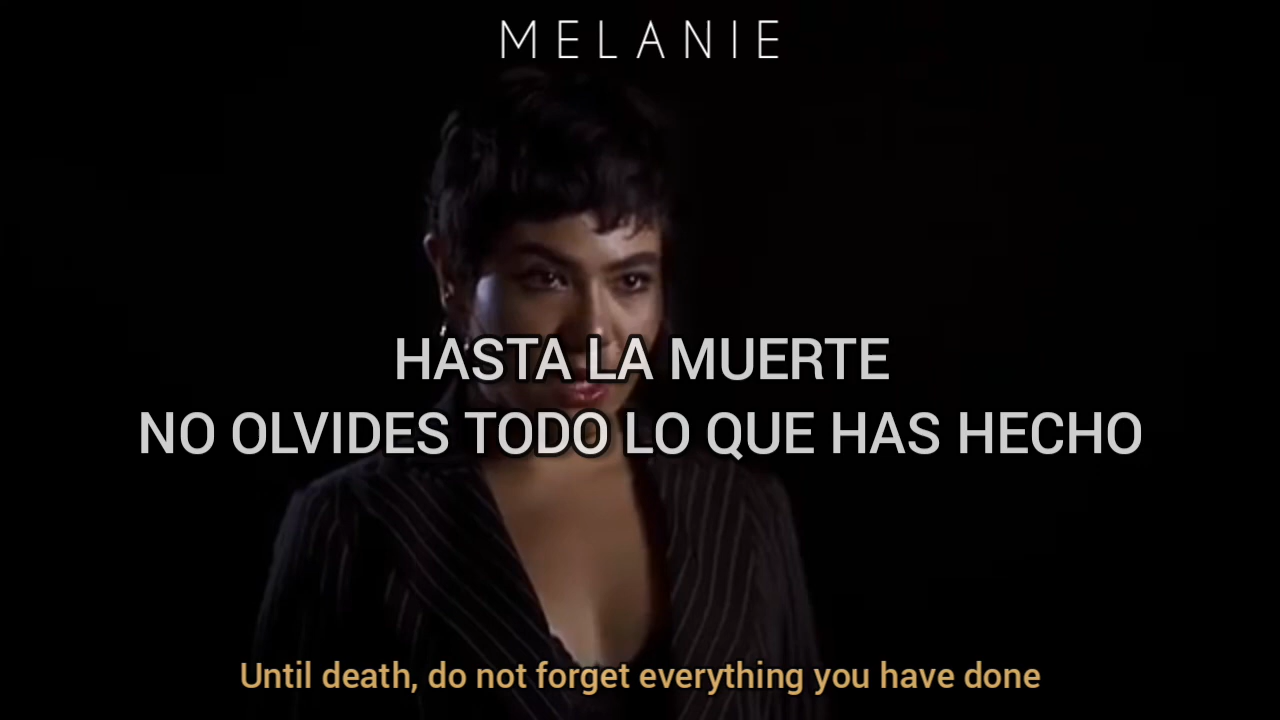 MELANIE
HASTA LA MUERTE
NO OLVIDES TODO LO QUE HAS HECHO
Until death, do not forget everything you have done